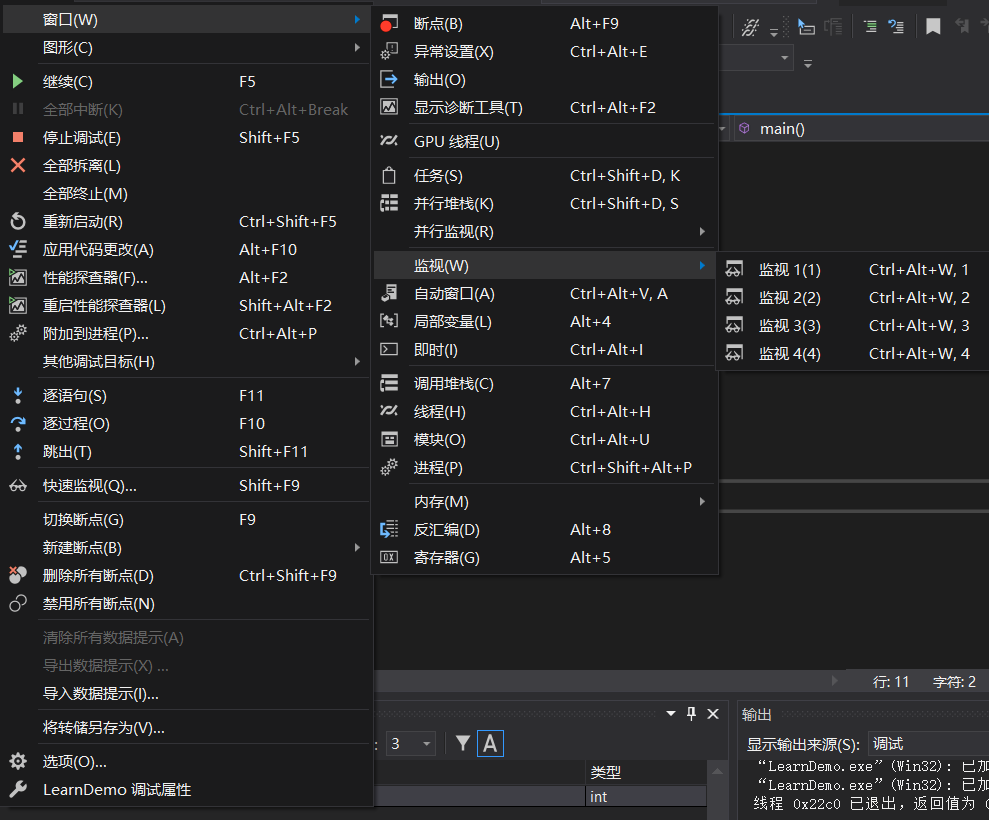 窗口(W)
图形(C)
继续(C) F5
全部中断(K) Ctrl+Alt+Break
停止调试(E) Shift+F5
全部拆离(L)
全部终止(M)
重新启动(R) Ctrl+Shift+F5
应用代码更改(A) Alt+F10
性能探查器(F)... Alt+F2
重启性能探查器(L) Shift+Alt+F2
附加到进程(P)... Ctrl+Alt+P
其他调试目标(H)
逐语句(S) F11
逐过程(O) F10
跳出(T) Shift+F11
快速监视(Q)... Shift+F9
切换断点(G) F9
新建断点(B)
删除所有断点(D) Ctrl+Shift+F9
禁用所有断点(N)
清除所有数据提示(A)
导出数据提示(X) ...
导入数据提示(I)...
将转储另存为(V)...
选项(O)...
LearnDemo 调试属性
断点(B) Alt+F9
异常设置(X) Ctrl+Alt+E
输出(O)
显示诊断工具(T) Ctrl+Alt+F2
GPU 线程(U)
任务(S) Ctrl+Shift+D, K
并行堆栈(K) Ctrl+Shift+D, S
并行监视(R)
监视(W)
自动窗口(A) Ctrl+Alt+V, A
局部变量(L) Alt+4
即时(I) Ctrl+Alt+I
调用堆栈(C) Alt+7
线程(H) Ctrl+Alt+H
模块(O) Ctrl+Alt+U
进程(P) Ctrl+Shift+Alt+P
内存(M)
反汇编(D) Alt+8
寄存器(G) Alt+5
监视 1(1) Ctrl+Alt+W, 1
监视 2(2) Ctrl+Alt+W, 2
监视 3(3) Ctrl+Alt+W, 3
监视 4(4) Ctrl+Alt+W, 4
main()
行: 11 字符: 2
: 3 A
类型
int
输出
显示输出来源(S): 调试
“LearnDemo.exe”(Win32): 已加
“LearnDemo.exe”(Win32): 已加
线程 0x22c0 已退出，返回值为